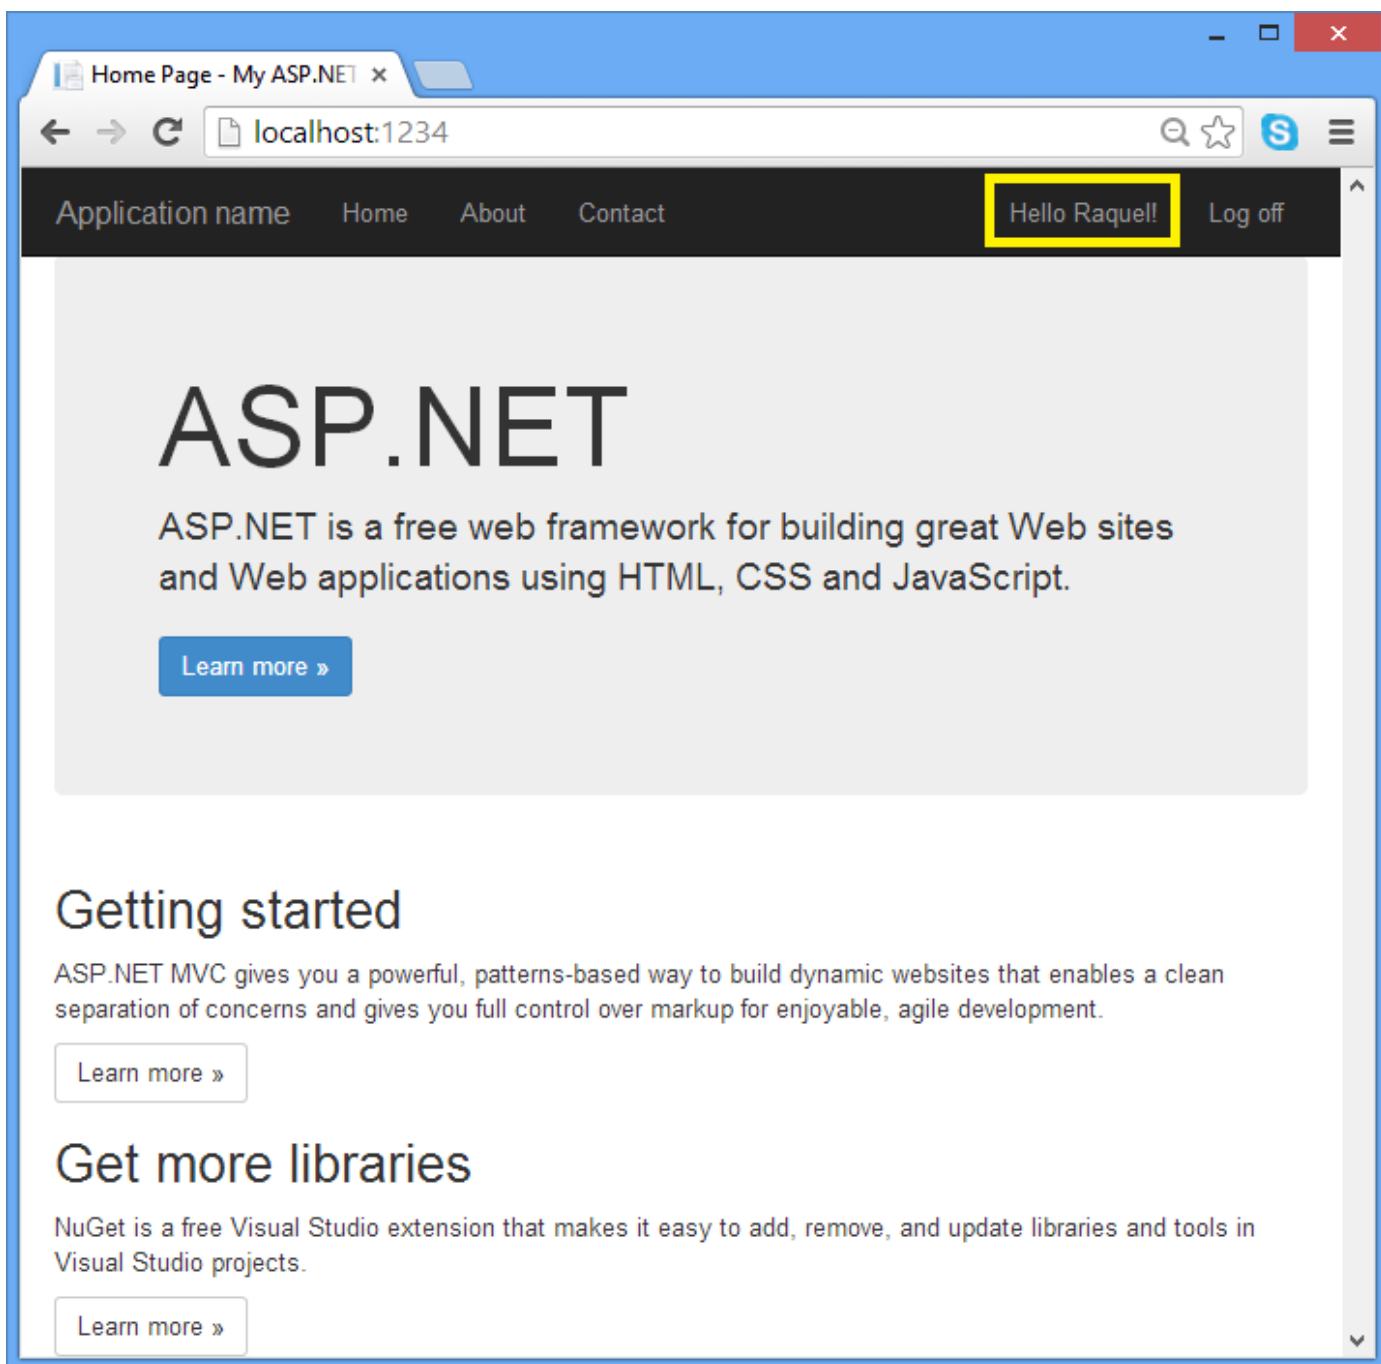 Home Page - My ASP.NET
localhost:1234
Application name Home About Contact Hello Raquel! Log off
ASP.NET
ASP.NET is a free web framework for building great Web sites
and Web applications using HTML, CSS and JavaScript.
Learn more »
Getting started
ASP.NET MVC gives you a powerful, patterns-based way to build dynamic websites that enables a clean
separation of concerns and gives you full control over markup for enjoyable, agile development.
Learn more »
Get more libraries
NuGet is a free Visual Studio extension that makes it easy to add, remove, and update libraries and tools in
Visual Studio projects.
Learn more »